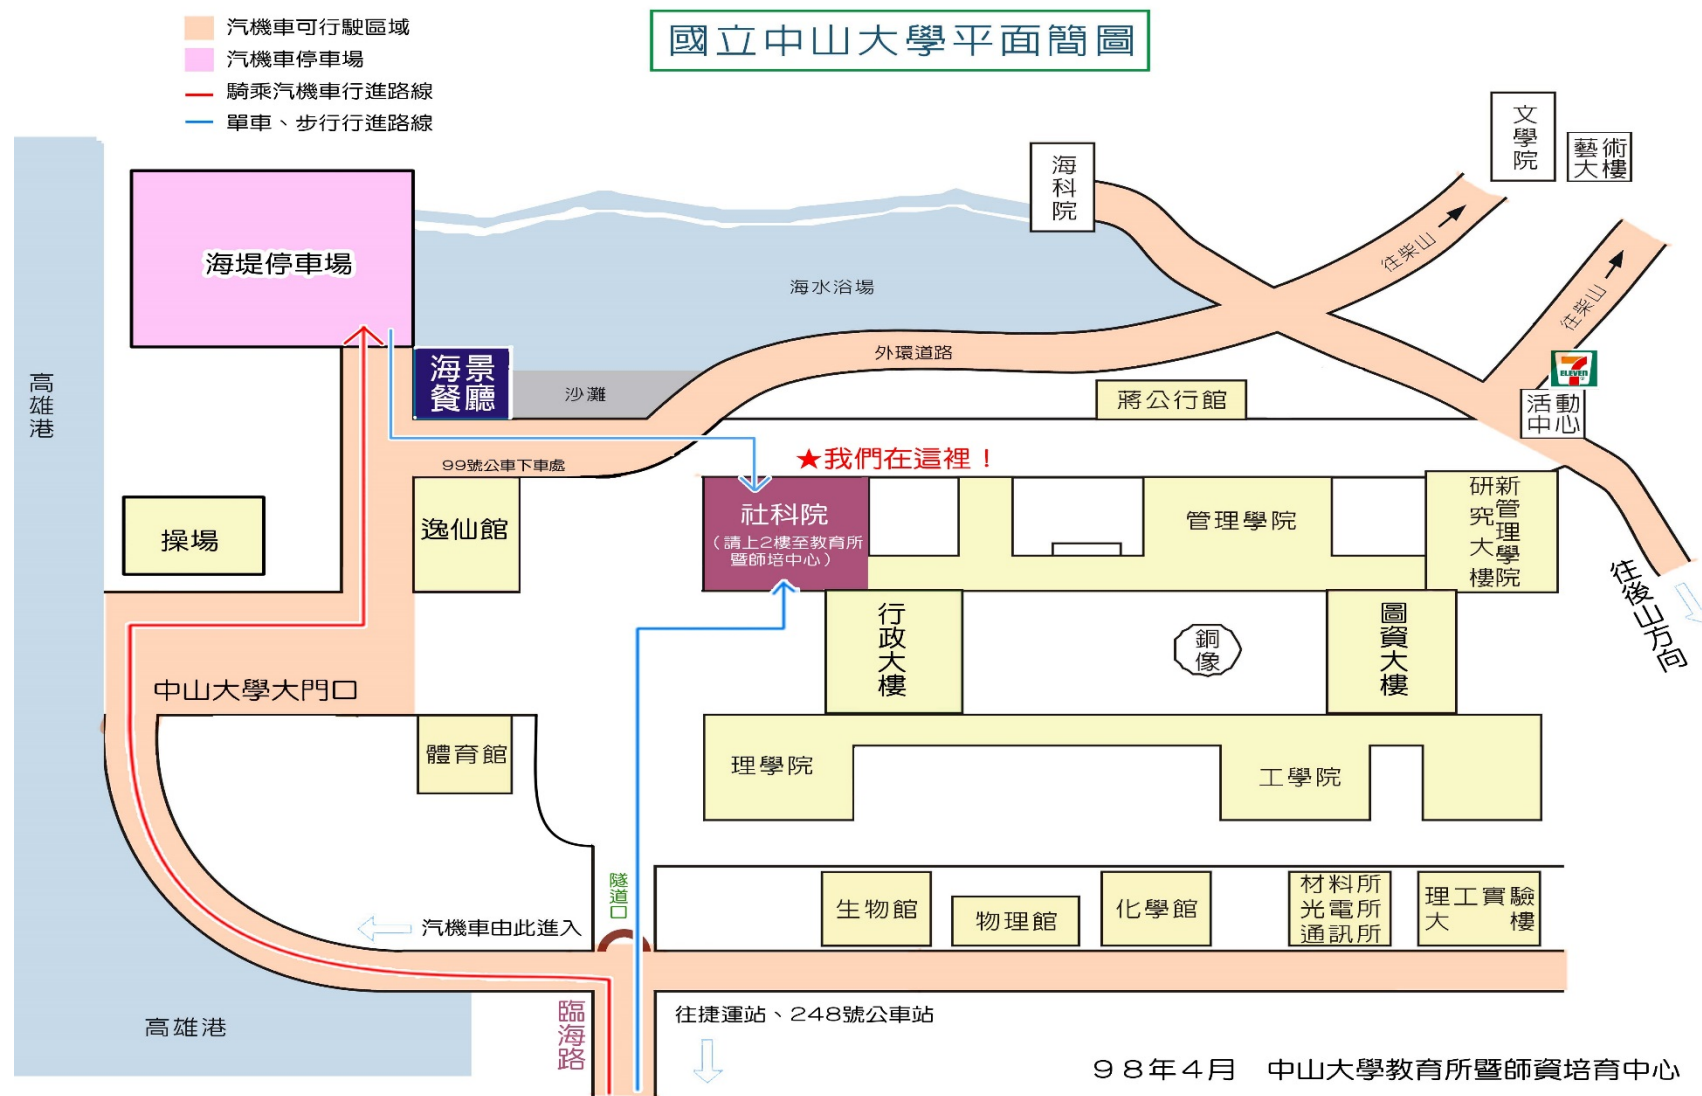 國立中山大學平面簡圖
汽機車可行駛區域
汽機車停車場
騎乘汽機車行進路線
單車、步行行進路線
文學院
藝術
大樓
海科院
往柴山
往柴山
海堤停車場
海水浴場
外環道路
高雄港
海景
餐廳
沙灘
蔣公行館
7
ELEVEN
活動
中心
99號公車下車處
★我們在這裡！
操場
逸仙館
社科院
（請上2樓至教育所
暨師培中心）
管理學院
新管理學院
研究大樓
往後山方向
行政大樓
銅像
圖資大樓
中山大學大門口
體育館
理學院
工學院
隧道口
汽機車由此進入
生物館
物理館
化學館
材料所
光電所
通訊所
理工實驗
大樓
高雄港
臨海路
往捷運站、248號公車站
98年4月 中山大學教育所暨師資培育中心